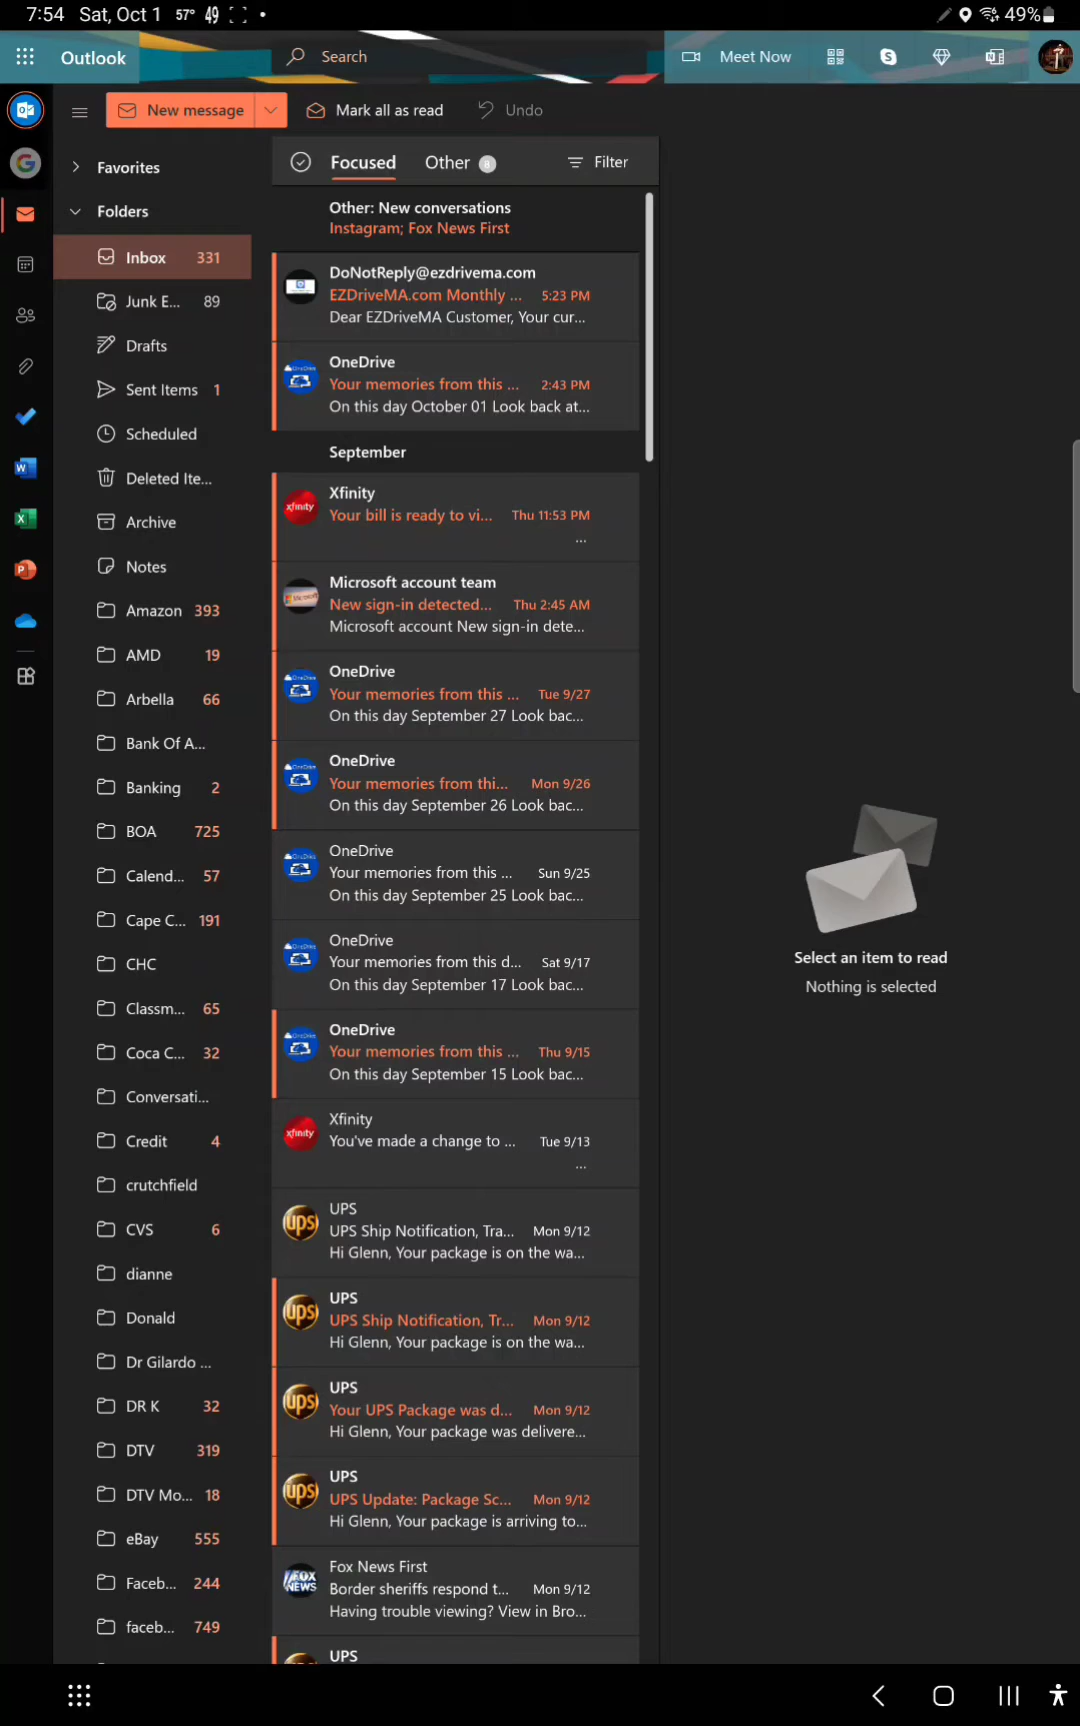 7:54 Sat, Oct 1 57° 49 49%
Outlook
Search
Meet Now
New message
Mark all as read
Undo
Favorites
Folders
Inbox 331
Junk E... 89
Drafts
Sent Items 1
Scheduled
Deleted Ite...
Archive
Notes
Amazon 393
AMD 19
Arbella 66
Bank Of A...
Banking 2
BOA 725
Calend... 57
Cape C... 191
CHC
Classm... 65
Coca C... 32
Conversati...
Credit 4
crutchfield
CVS 6
dianne
Donald
Dr Gilardo ...
DR K 32
DTV 319
DTV Mo... 18
eBay 555
Faceb... 244
faceb... 749
Focused Other 8 Filter
Other: New conversations
Instagram; Fox News First
DoNotReply@ezdrivema.com
EZDriveMA.com Monthly ... 5:23 PM
Dear EZDriveMA Customer, Your cur...
OneDrive
Your memories from this ... 2:43 PM
On this day October 01 Look back at...
September
Xfinity
Your bill is ready to vi... Thu 11:53 PM
...
Microsoft account team
New sign-in detected... Thu 2:45 AM
Microsoft account New sign-in dete...
OneDrive
Your memories from this ... Tue 9/27
On this day September 27 Look bac...
OneDrive
Your memories from thi... Mon 9/26
On this day September 26 Look bac...
OneDrive
Your memories from this ... Sun 9/25
On this day September 25 Look bac...
OneDrive
Your memories from this d... Sat 9/17
On this day September 17 Look bac...
OneDrive
Your memories from this ... Thu 9/15
On this day September 15 Look bac...
Xfinity
You've made a change to ... Tue 9/13
...
UPS
UPS Ship Notification, Tra... Mon 9/12
Hi Glenn, Your package is on the wa...
UPS
UPS Ship Notification, Tr... Mon 9/12
Hi Glenn, Your package is on the wa...
UPS
Your UPS Package was d... Mon 9/12
Hi Glenn, Your package was delivere...
UPS
UPS Update: Package Sc... Mon 9/12
Hi Glenn, Your package is arriving to...
Fox News First
Border sheriffs respond t... Mon 9/12
Having trouble viewing? View in Bro...
UPS
Select an item to read
Nothing is selected